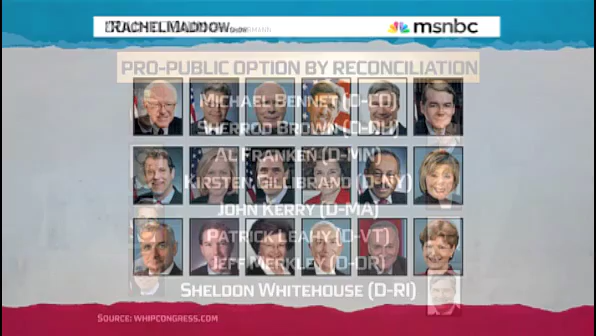 RACHEL MADDOW
msnbc
PRO-PUBLIC OPTION BY RECONCILIATION
MICHAEL BENNET (D-CO)
SHERROD BROWN (D-OH)
AL FRANKEN (D-MN)
KIRSTEN GILLIBRAND (D-NY)
JOHN KERRY (D-MA)
PATRICK LEAHY (D-VT)
JEFF MERKLEY (D-OR)
SHELDON WHITEHOUSE (D-RI)
SOURCE: WHIPCONGRESS.COM